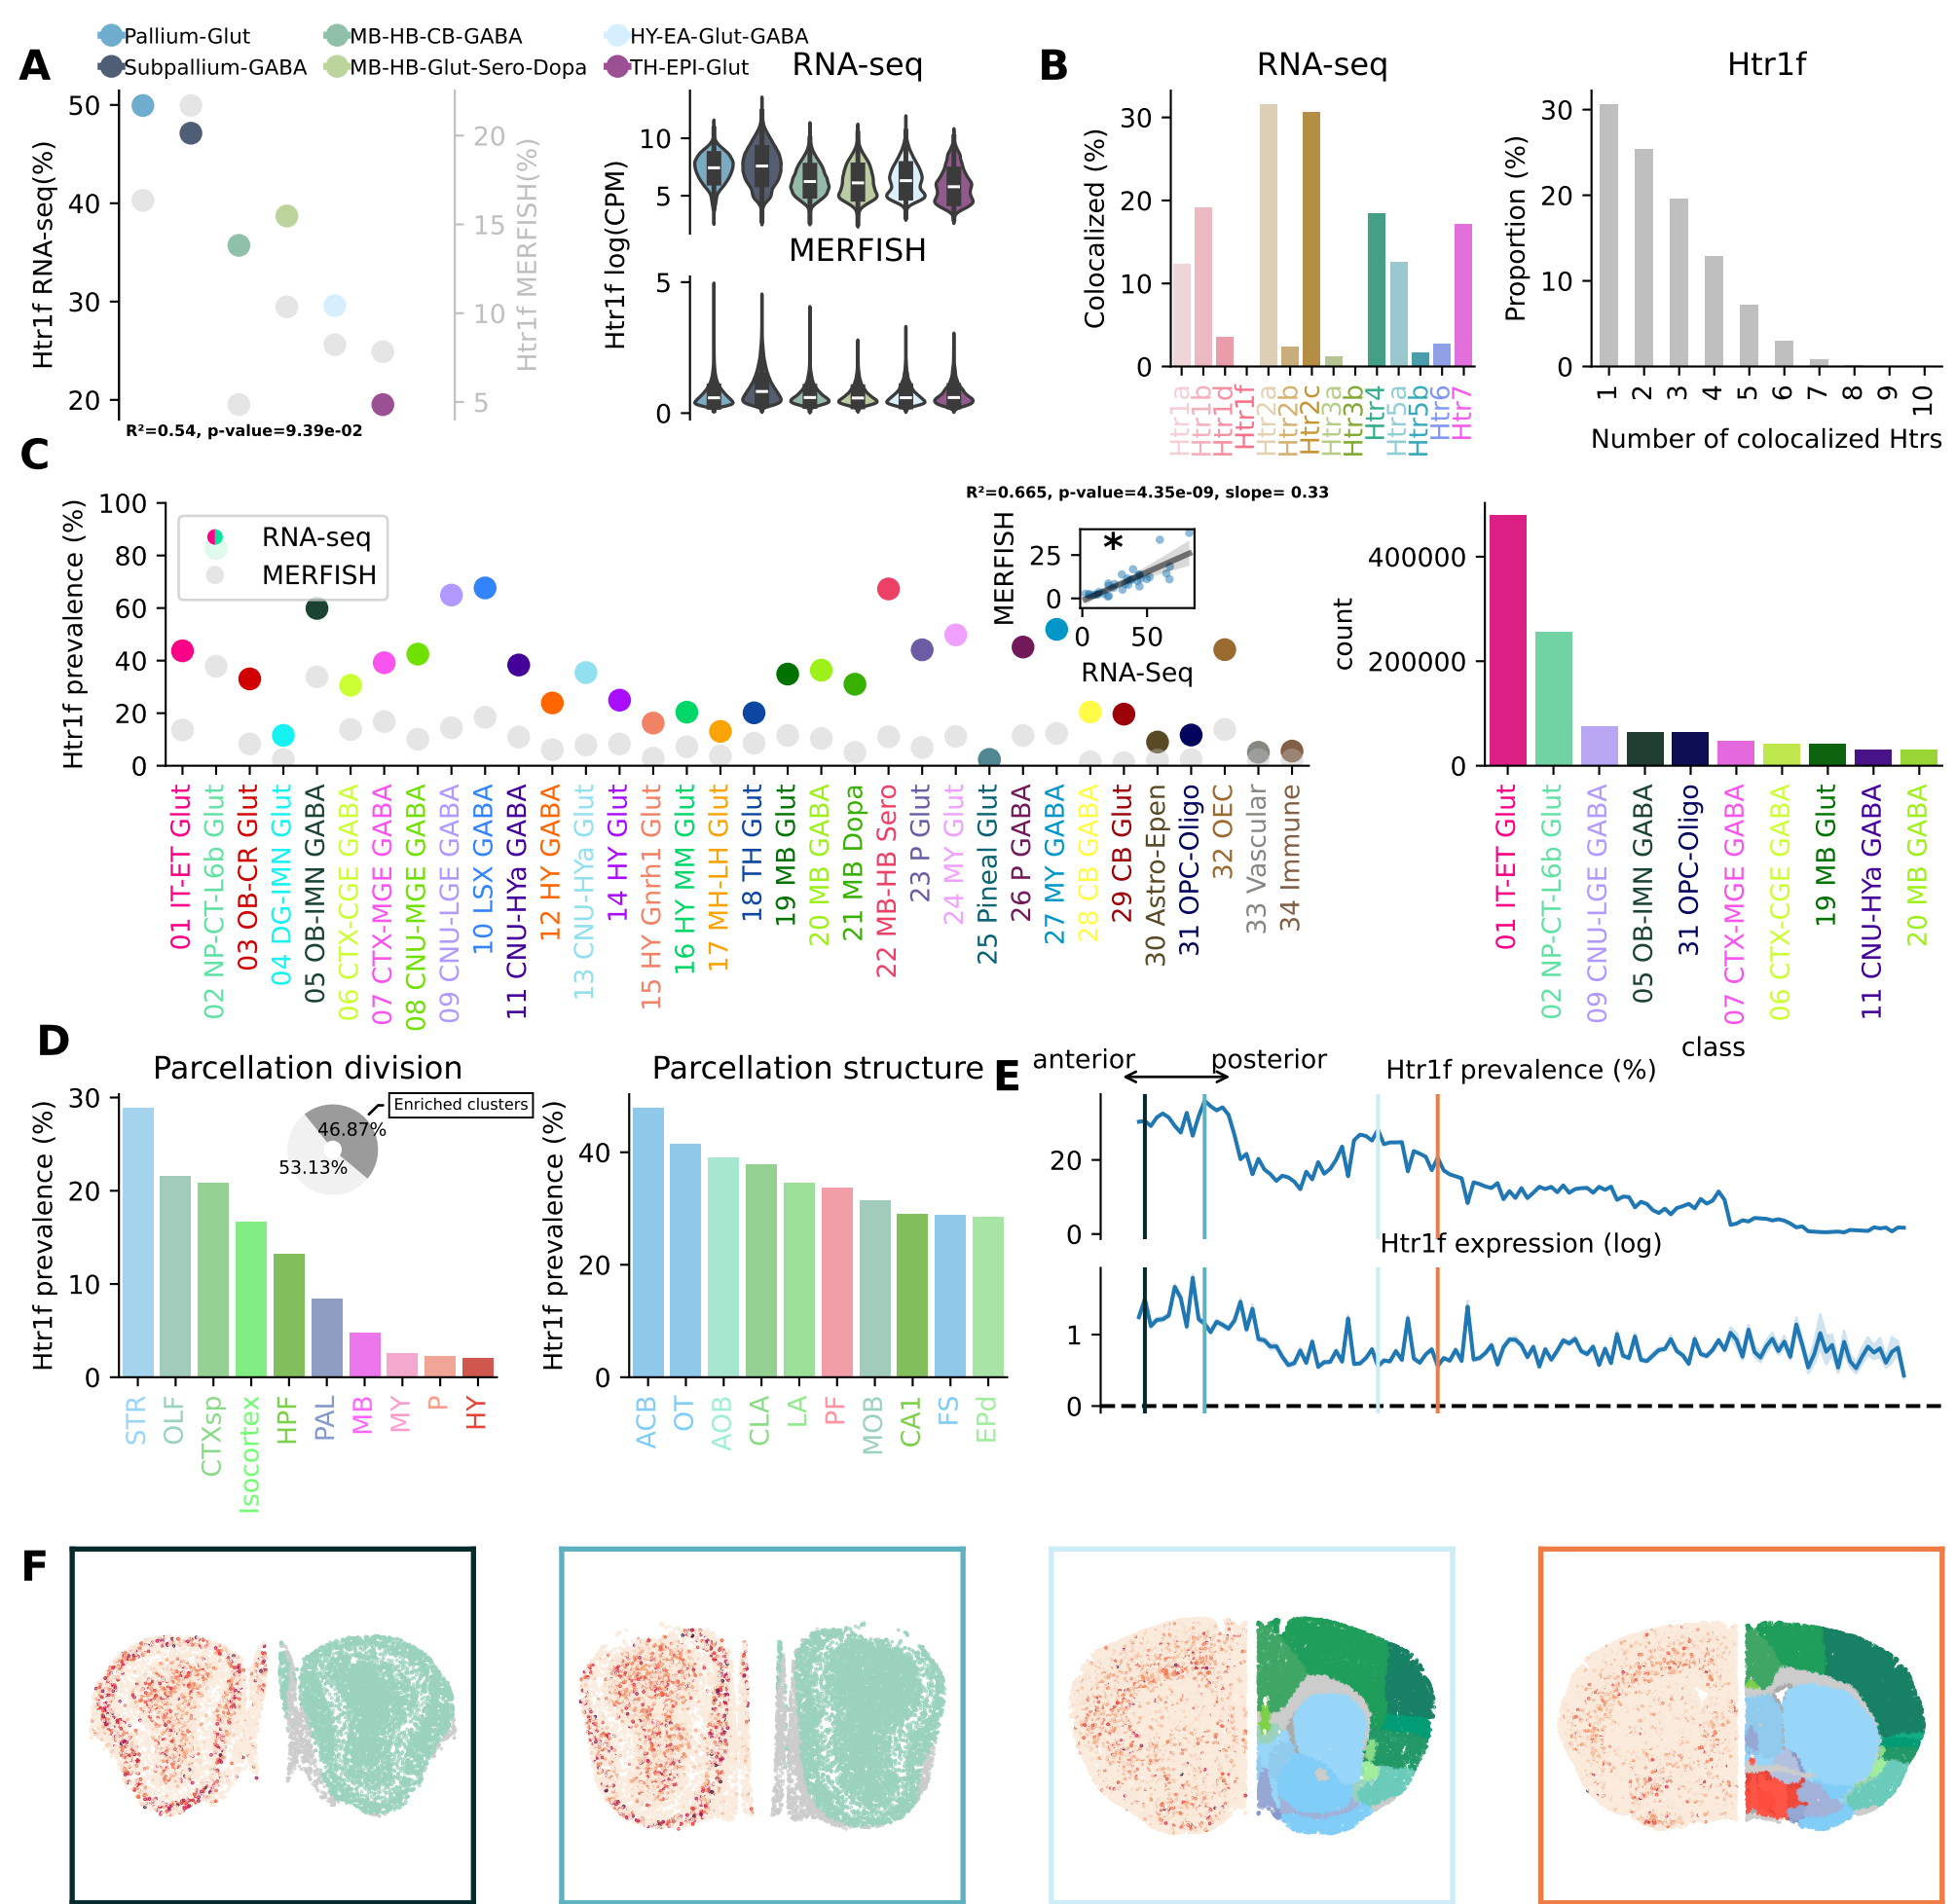 A
Pallium-Glut
MB-HB-CB-GABA
HY-EA-Glut-GABA
Subpallium-GABA
MB-HB-Glut-Sero-Dopa
TH-EPI-Glut
Htr1f RNA-seq(%)
50
40
30
20
20
15
10
5
Htr1f MERFISH(%)
R²=0.54, p-value=9.39e-02
RNA-seq
10
5
Htr1f log(CPM)
MERFISH
5
0
B
RNA-seq
Colocalized (%)
30
20
10
0
Htr1a
Htr1b
Htr1d
Htr1f
Htr2a
Htr2b
Htr2c
Htr3a
Htr3b
Htr4
Htr5a
Htr5b
Htr6
Htr7
Htr1f
Proportion (%)
30
20
10
0
1
2
3
4
5
6
7
8
9
10
Number of colocalized Htrs
C
Htr1f prevalence (%)
100
80
60
40
20
0
RNA-seq
MERFISH
R²=0.665, p-value=4.35e-09, slope= 0.33
MERFISH
25
0
*
0
50
RNA-Seq
01 IT-ET Glut
02 NP-CT-L6b Glut
03 OB-CR Glut
04 DG-IMN Glut
05 OB-IMN GABA
06 CTX-CGE GABA
07 CTX-MGE GABA
08 CNU-MGE GABA
09 CNU-LGE GABA
10 LSX GABA
11 CNU-HYa GABA
12 HY GABA
13 CNU-HYa Glut
14 HY Glut
15 HY Gnrh1 Glut
16 HY MM Glut
17 MH-LH Glut
18 TH Glut
19 MB Glut
20 MB GABA
21 MB Dopa
22 MB-HB Sero
23 P Glut
24 MY Glut
25 Pineal Glut
26 P GABA
27 MY GABA
28 CB GABA
29 CB Glut
30 Astro-Epen
31 OPC-Oligo
32 OEC
33 Vascular
34 Immune
count
400000
200000
0
01 IT-ET Glut
02 NP-CT-L6b Glut
09 CNU-LGE GABA
05 OB-IMN GABA
31 OPC-Oligo
07 CTX-MGE GABA
06 CTX-CGE GABA
19 MB Glut
11 CNU-HYa GABA
20 MB GABA
class
D
Parcellation division
Htr1f prevalence (%)
30
20
10
0
Enriched clusters
46.87%
53.13%
STR
OLF
CTXsp
Isocortex
HPF
PAL
MB
MY
P
HY
Parcellation structure
Htr1f prevalence (%)
40
20
0
ACB
OT
AOB
CLA
LA
PF
MOB
CA1
FS
EPd
E
anterior
posterior
Htr1f prevalence (%)
20
0
Htr1f expression (log)
1
0
F